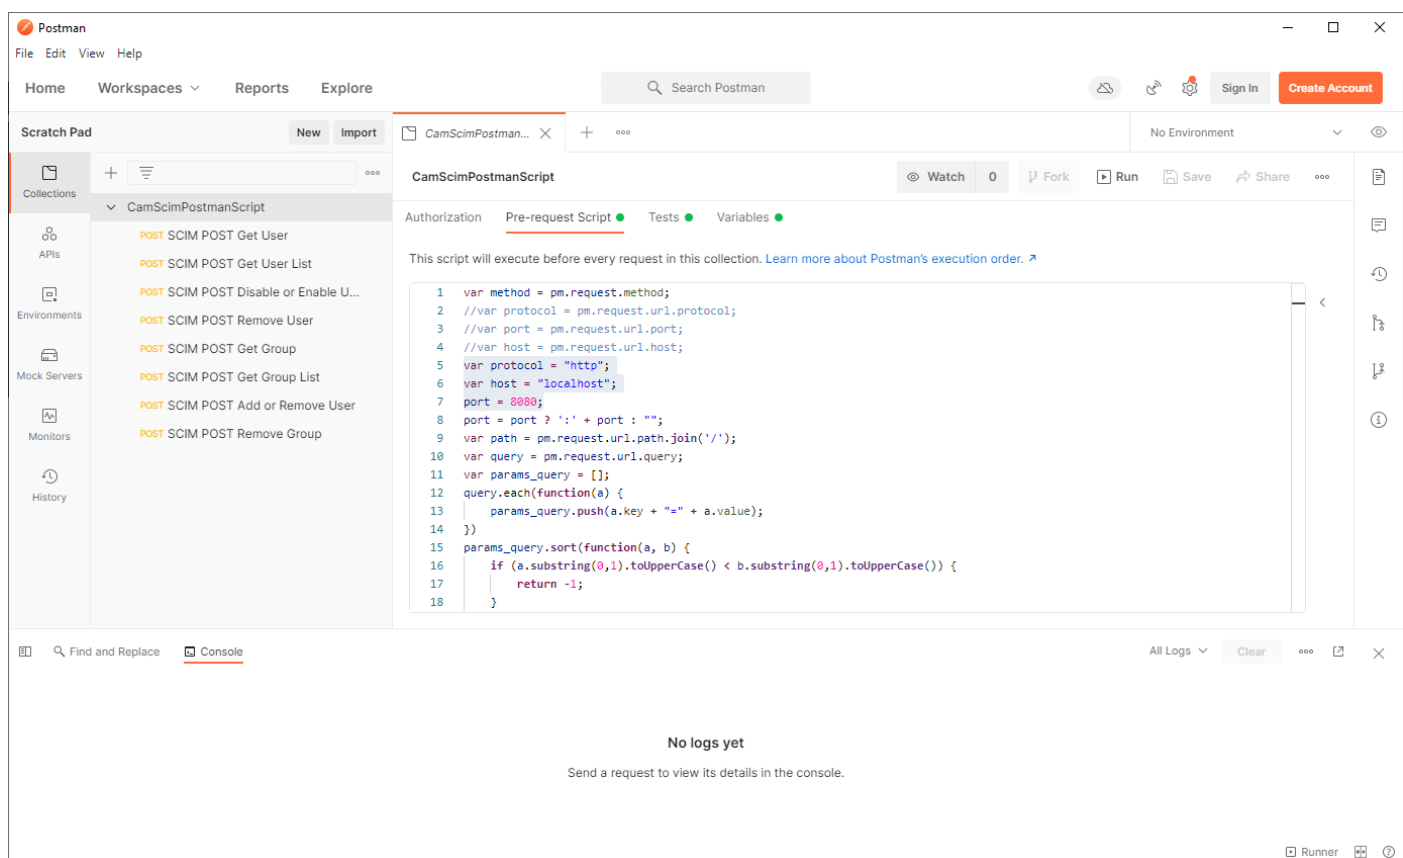 Postman
File Edit View Help
Home Workspaces Reports Explore
Search Postman
Sign In
Create Account
Scratch Pad
New
Import
CamScimPostman...
No Environment
Collections
APIs
Environments
Mock Servers
Monitors
History
CamScimPostmanScript
POST SCIM POST Get User
POST SCIM POST Get User List
POST SCIM POST Disable or Enable U...
POST SCIM POST Remove User
POST SCIM POST Get Group
POST SCIM POST Get Group List
POST SCIM POST Add or Remove User
POST SCIM POST Remove Group
CamScimPostmanScript
Watch 0 Fork Run Save Share
Authorization Pre-request Script Tests Variables
This script will execute before every request in this collection. Learn more about Postman's execution order. ↗
1 var method = pm.request.method;
2 //var protocol = pm.request.url.protocol;
3 //var port = pm.request.url.port;
4 //var host = pm.request.url.host;
5 var protocol = "http";
6 var host = "localhost";
7 port = 8080;
8 port = port ? ':' + port : "";
9 var path = pm.request.url.path.join('/');
10 var query = pm.request.url.query;
11 var params_query = [];
12 query.each(function(a) {
13 params_query.push(a.key + "=" + a.value);
14 })
15 params_query.sort(function(a, b) {
16 if (a.substring(0,1).toUpperCase() < b.substring(0,1).toUpperCase()) {
17 return -1;
18 }
Find and Replace Console
All Logs Clear
No logs yet
Send a request to view its details in the console.
Runner